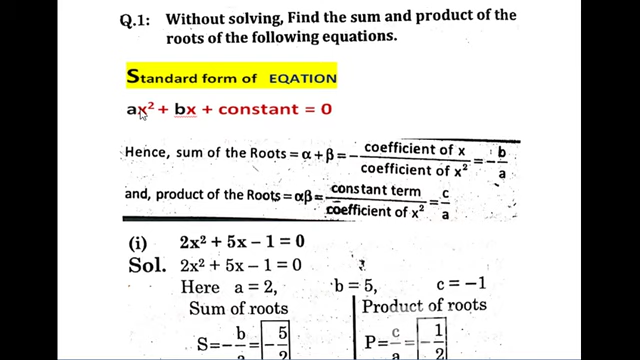 Q.1: Without solving, Find the sum and product of the
roots of the following equations.
Standard form of EQATION
ax² + bx + constant = 0
Hence, sum of the Roots = α + β = - coefficient of x / coefficient of x² = - b / a
and, product of the Roots = αβ = constant term / coefficient of x² = c / a
(i) 2x² + 5x − 1 = 0
Sol. 2x² + 5x − 1 = 0
Here a = 2, b = 5, c = −1
Sum of roots Product of roots
S = - b / a = - 5 / 2 P = c / a = - 1 / 2